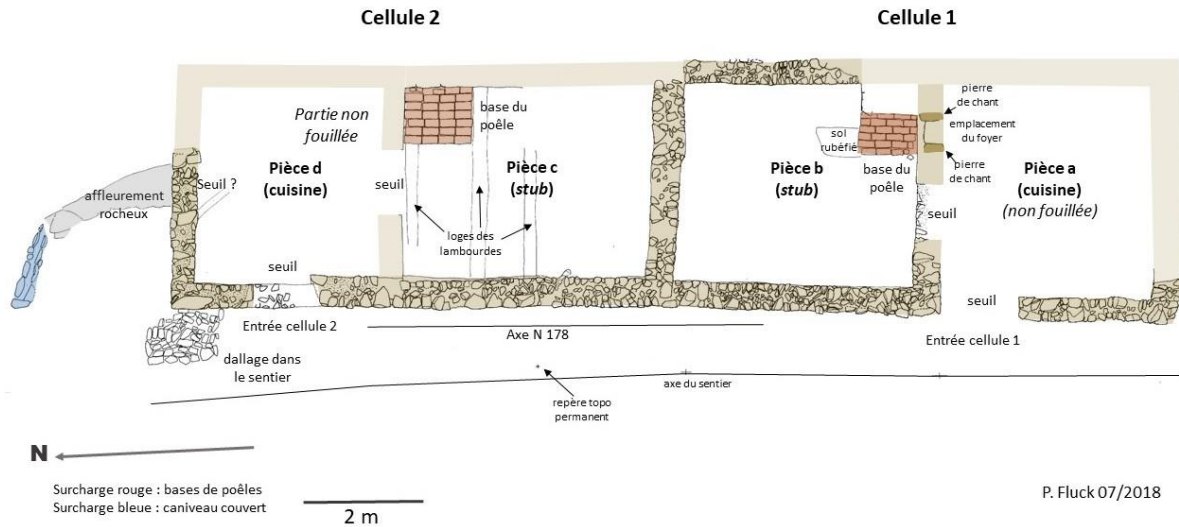 Cellule 2
Cellule 1
Partie non
fouillée
base du
poêle
pierre
de chant
emplacement
du foyer
pierre
de chant
sol
rubéfié
base du
poêle
Pièce d
(cuisine)
seuil
Pièce c
(stub)
Pièce b
(stub)
Pièce a
(cuisine)
(non fouillée)
affleurement
rocheux
Seuil ?
seuil
loges des
lambourdes
seuil
seuil
Entrée cellule 2
Axe N 178
Entrée cellule 1
dallage dans
le sentier
axe du sentier
repère topo
permanent
N
Surcharge rouge : bases de poêles
Surcharge bleue : caniveau couvert
2 m
P. Fluck 07/2018